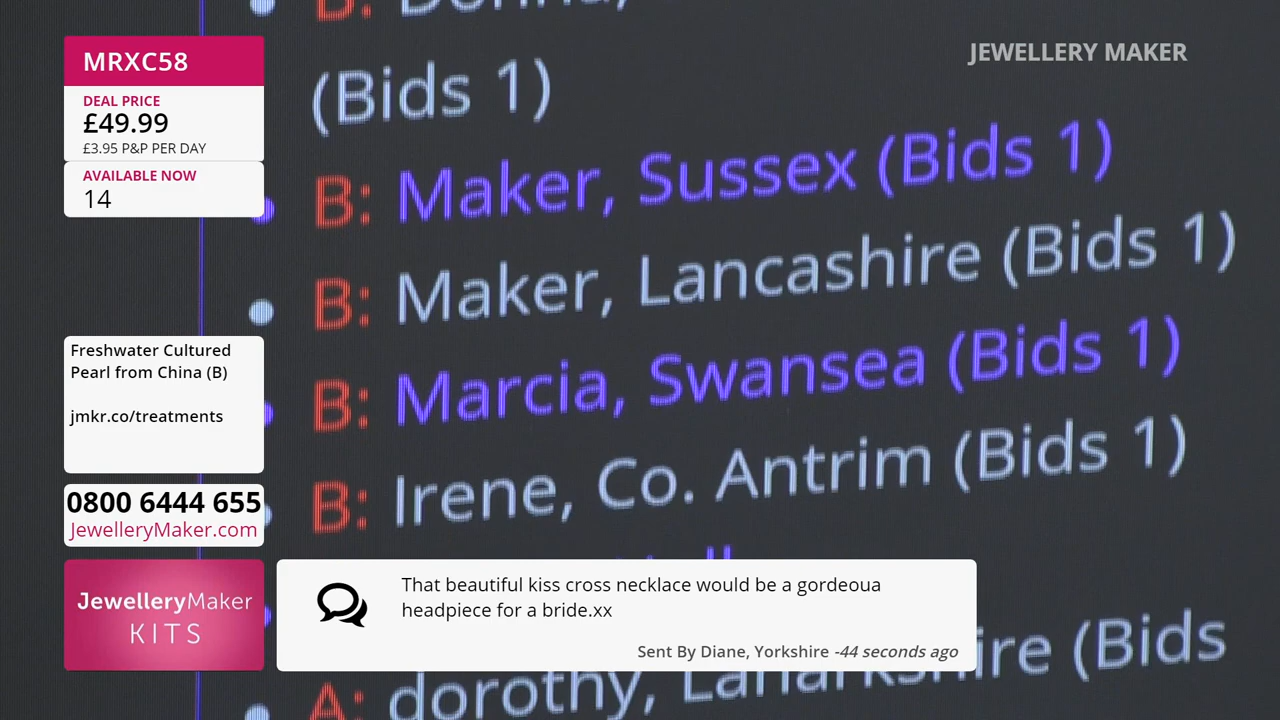 B: Donna,
(Bids 1)
B: Maker, Sussex (Bids 1)
B: Maker, Lancashire (Bids 1)
B: Marcia, Swansea (Bids 1)
B: Irene, Co. Antrim (Bids 1)
A: dorothy, Lanarkshire (Bids
MRXC58
DEAL PRICE
£49.99
£3.95 P&P PER DAY
AVAILABLE NOW
14
Freshwater Cultured
Pearl from China (B)
jmkr.co/treatments
0800 6444 655
JewelleryMaker.com
JewelleryMaker
KITS
That beautiful kiss cross necklace would be a gordeoua
headpiece for a bride.xx
Sent By Diane, Yorkshire -44 seconds ago
JEWELLERY MAKER